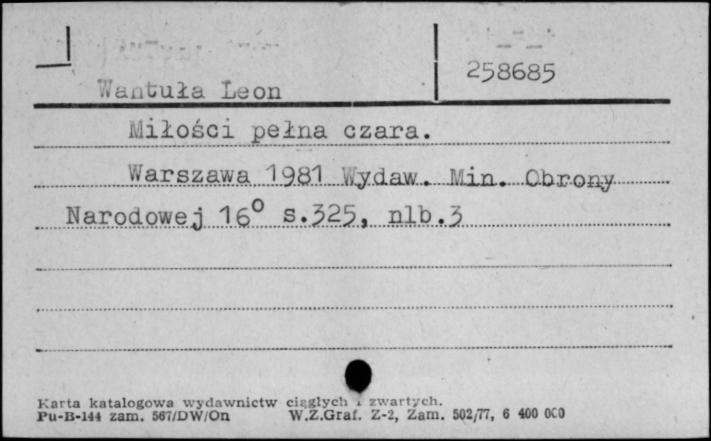 258685
Wantuła Leon
Miłości pełna czara.
Warszawa 1981 Wydaw. Min. Obrony
Narodowej 16° s.325, nlb.3
Karta katalogowa wydawnictw ciągłych i zwartych.
Pu-B-144 zam. 567/DW/On W.Z.Graf. Z-2, Zam. 502/77, 6 400 000